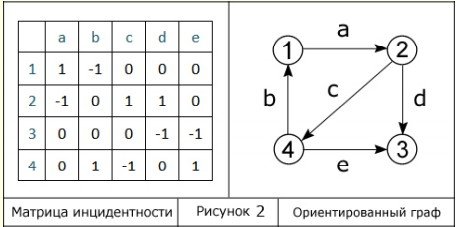 a b c d e
1 1 -1 0 0 0
2 -1 0 1 1 0
3 0 0 0 -1 -1
4 0 1 -1 0 1
a
1 2
b c d
4 3
e
Матрица инцидентности Рисунок 2 Ориентированный граф